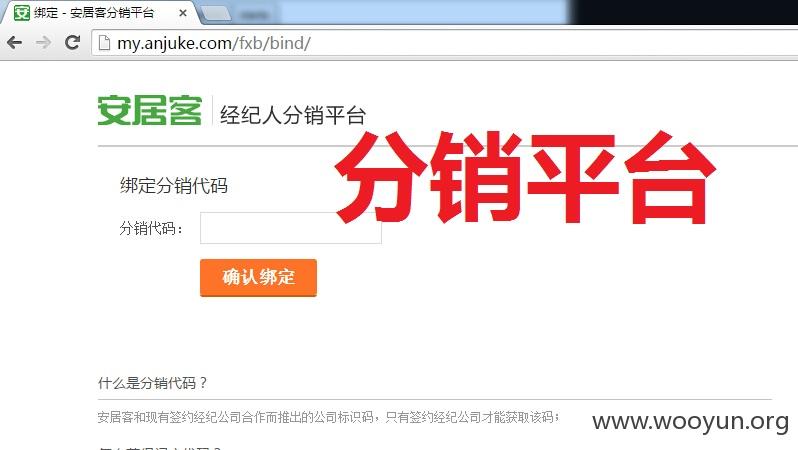 绑定 - 安居客分销平台
my.anjuke.com/fxb/bind/
安居客 经纪人分销平台
分销平台
绑定分销代码
分销代码：
确认绑定
什么是分销代码？
安居客和现有签约经纪公司合作而推出的公司标识码，只有签约经纪公司才能获取该码；
www.wooyun.org